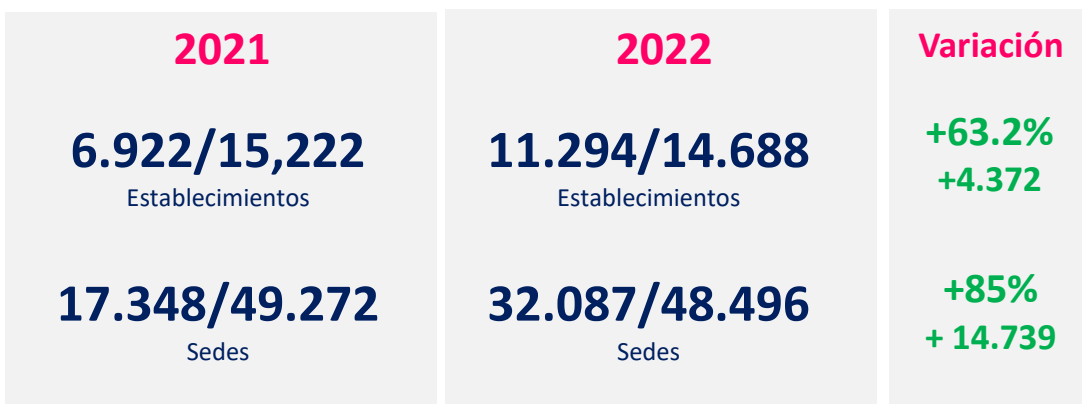 2021
6.922/15,222
Establecimientos
17.348/49.272
Sedes
2022
11.294/14.688
Establecimientos
32.087/48.496
Sedes
Variación
+63.2%
+4.372
+85%
+ 14.739